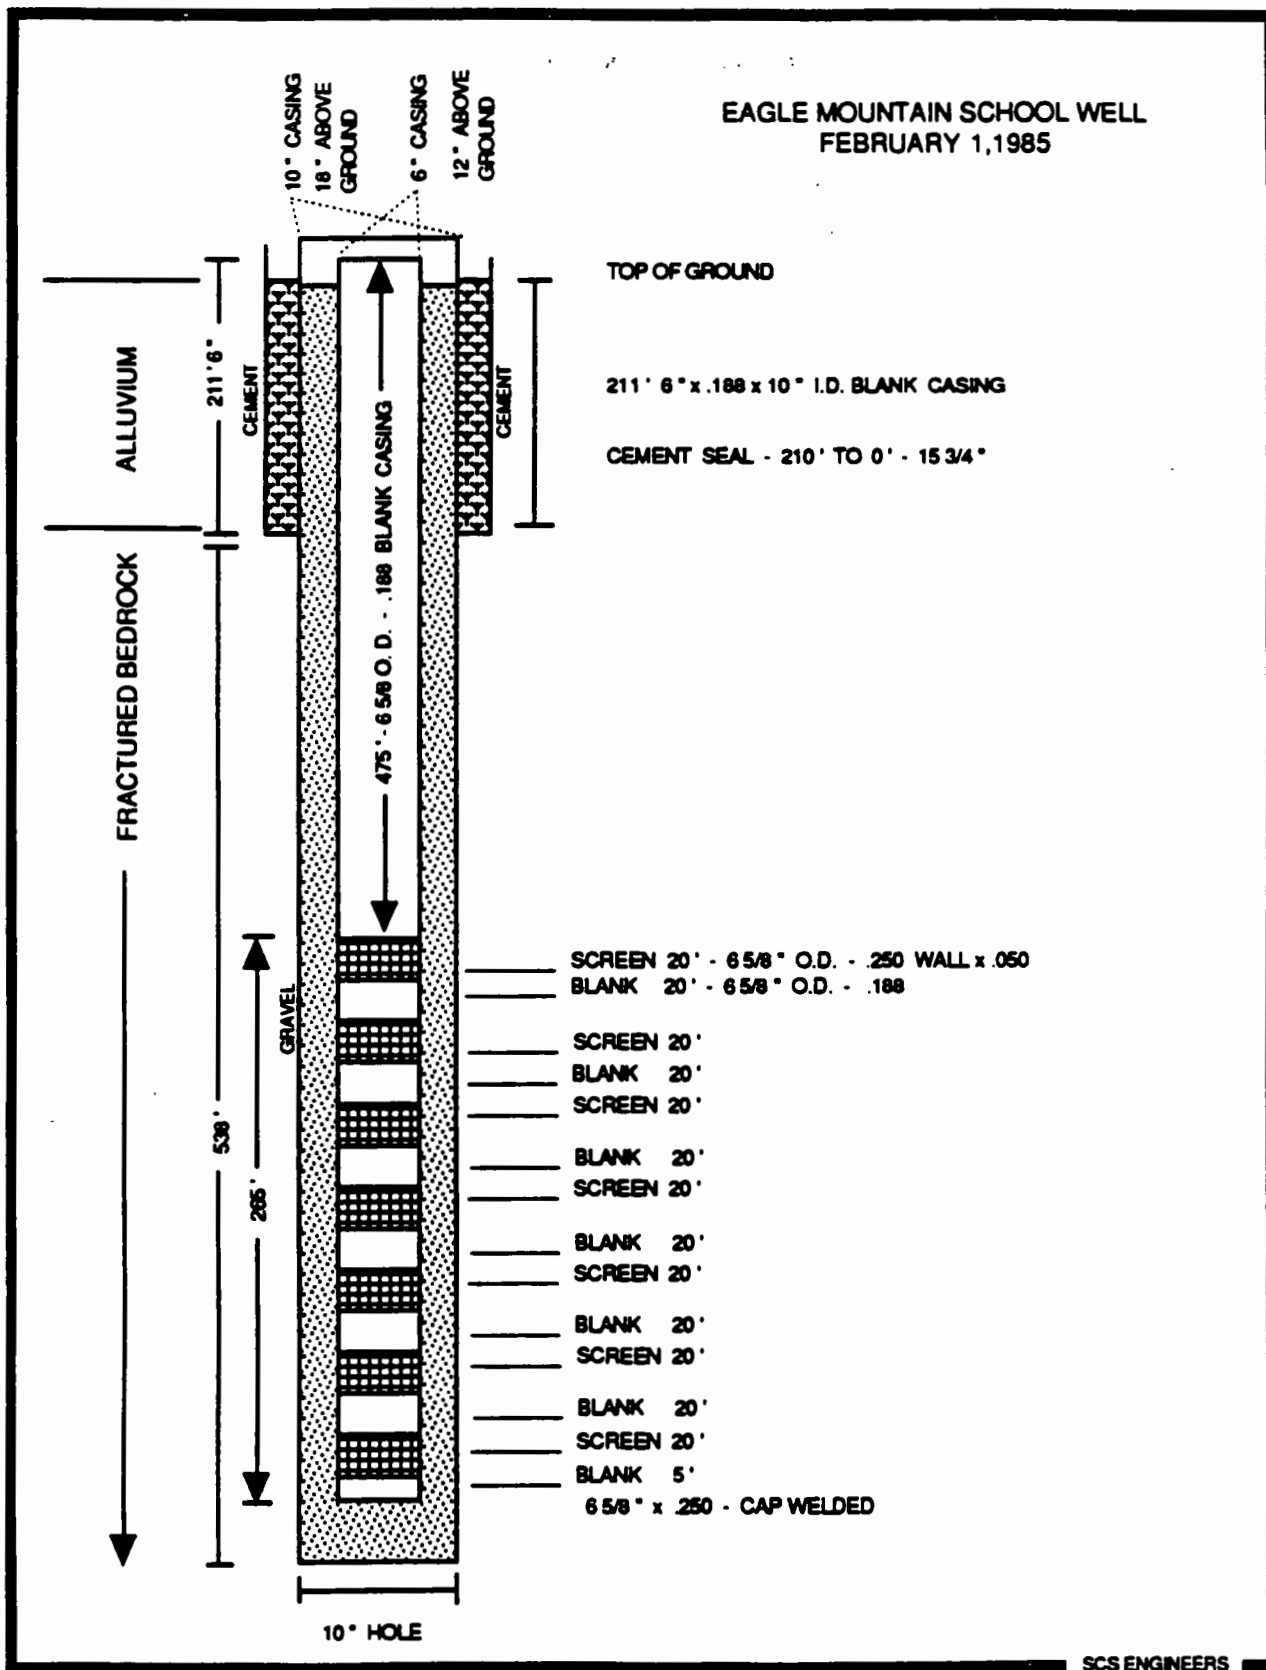 10" CASING
18" ABOVE
GROUND
6" CASING
12" ABOVE
GROUND
EAGLE MOUNTAIN SCHOOL WELL
FEBRUARY 1,1985
TOP OF GROUND
ALLUVIUM
211'6"
CEMENT
475'-6 5/8 O.D. - .188 BLANK CASING
CEMENT
211' 6" x .188 x 10" I.D. BLANK CASING
CEMENT SEAL - 210' TO 0' - 15 3/4"
FRACTURED BEDROCK
538'
265'
GRAVEL
SCREEN 20' - 6 5/8" O.D. - .250 WALL x .050
BLANK 20' - 6 5/8" O.D. - .188
SCREEN 20'
BLANK 20'
SCREEN 20'
BLANK 20'
SCREEN 20'
BLANK 20'
SCREEN 20'
BLANK 20'
SCREEN 20'
BLANK 20'
SCREEN 20'
BLANK 5'
6 5/8" x .250 - CAP WELDED
10" HOLE
SCS ENGINEERS